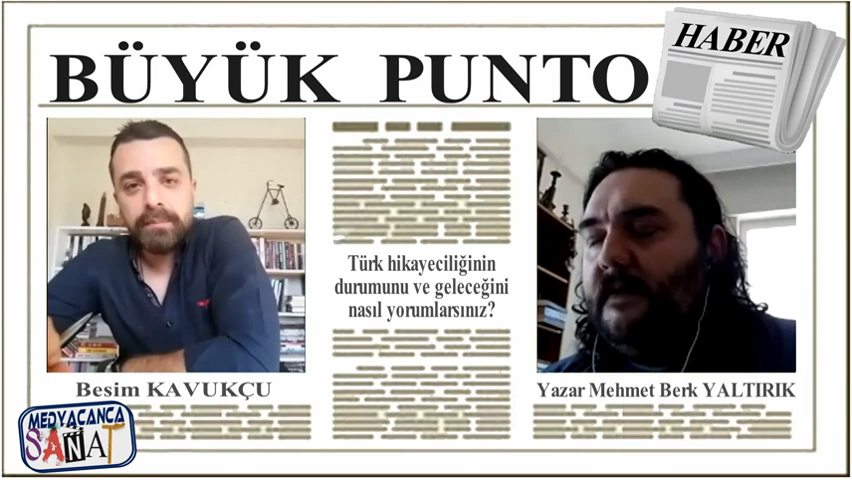 BÜYÜK PUNTO
HABER
Türk hikayeciliğinin
durumunu ve geleceğini
nasıl yorumlarsınız?
Besim KAVUKÇU
Yazar Mehmet Berk YALTIRIK
MEDYACANCA
SANAT